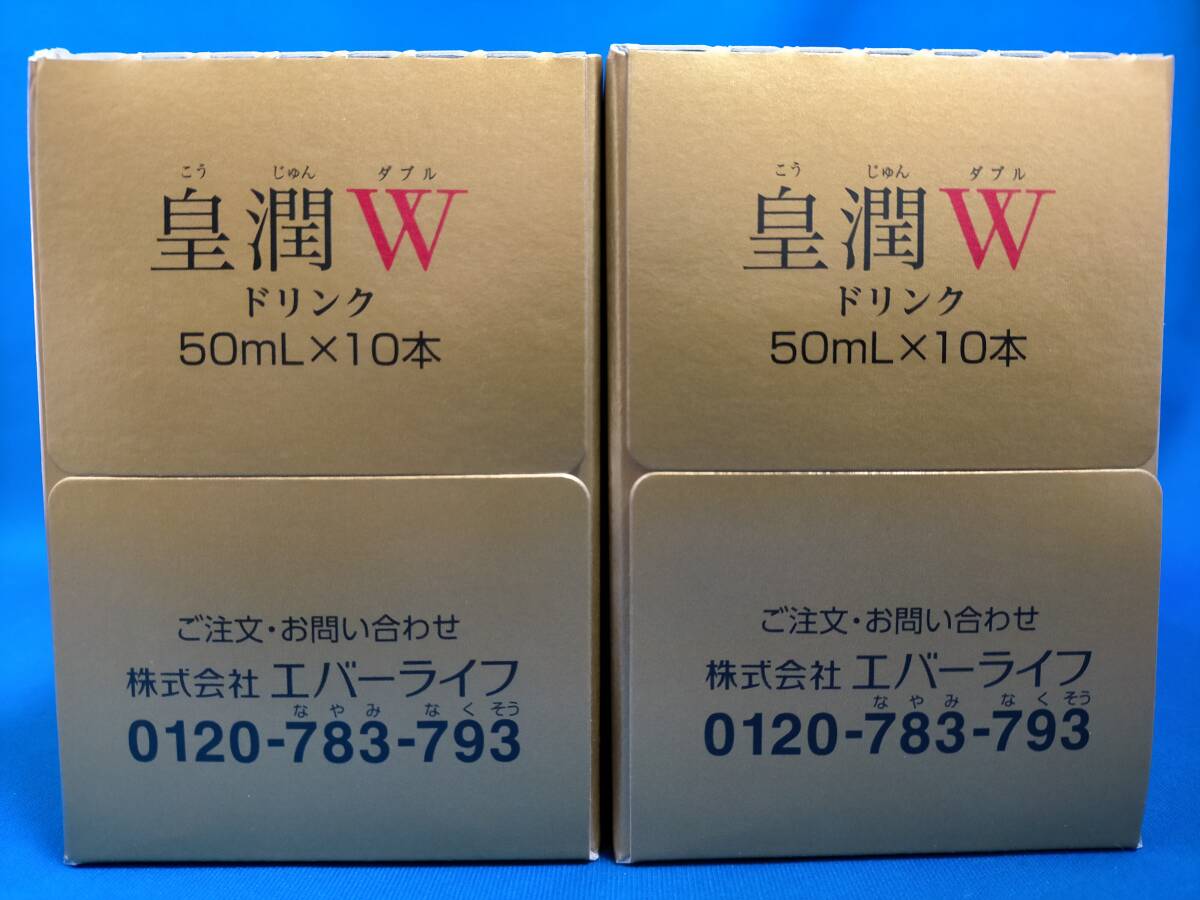 こう じゅん ダブル
皇潤W
ドリンク
50mL×10本
ご注文・お問い合わせ
株式会社 エバーライフ
なやみ なくそう
0120-783-793
こう じゅん ダブル
皇潤W
ドリンク
50mL×10本
ご注文・お問い合わせ
株式会社 エバーライフ
なやみ なくそう
0120-783-793